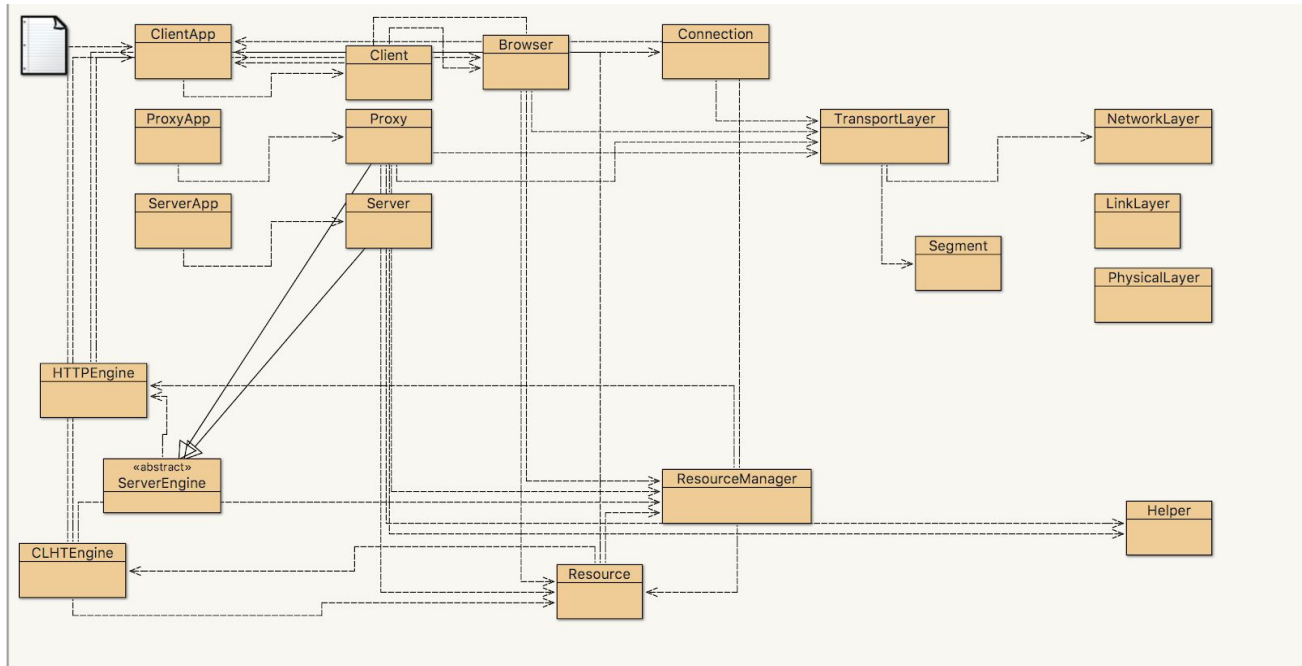 ClientApp
Client
Browser
Connection
ProxyApp
Proxy
TransportLayer
NetworkLayer
ServerApp
Server
LinkLayer
Segment
PhysicalLayer
HTTPEngine
«abstract»
ServerEngine
ResourceManager
Helper
CLHTEngine
Resource